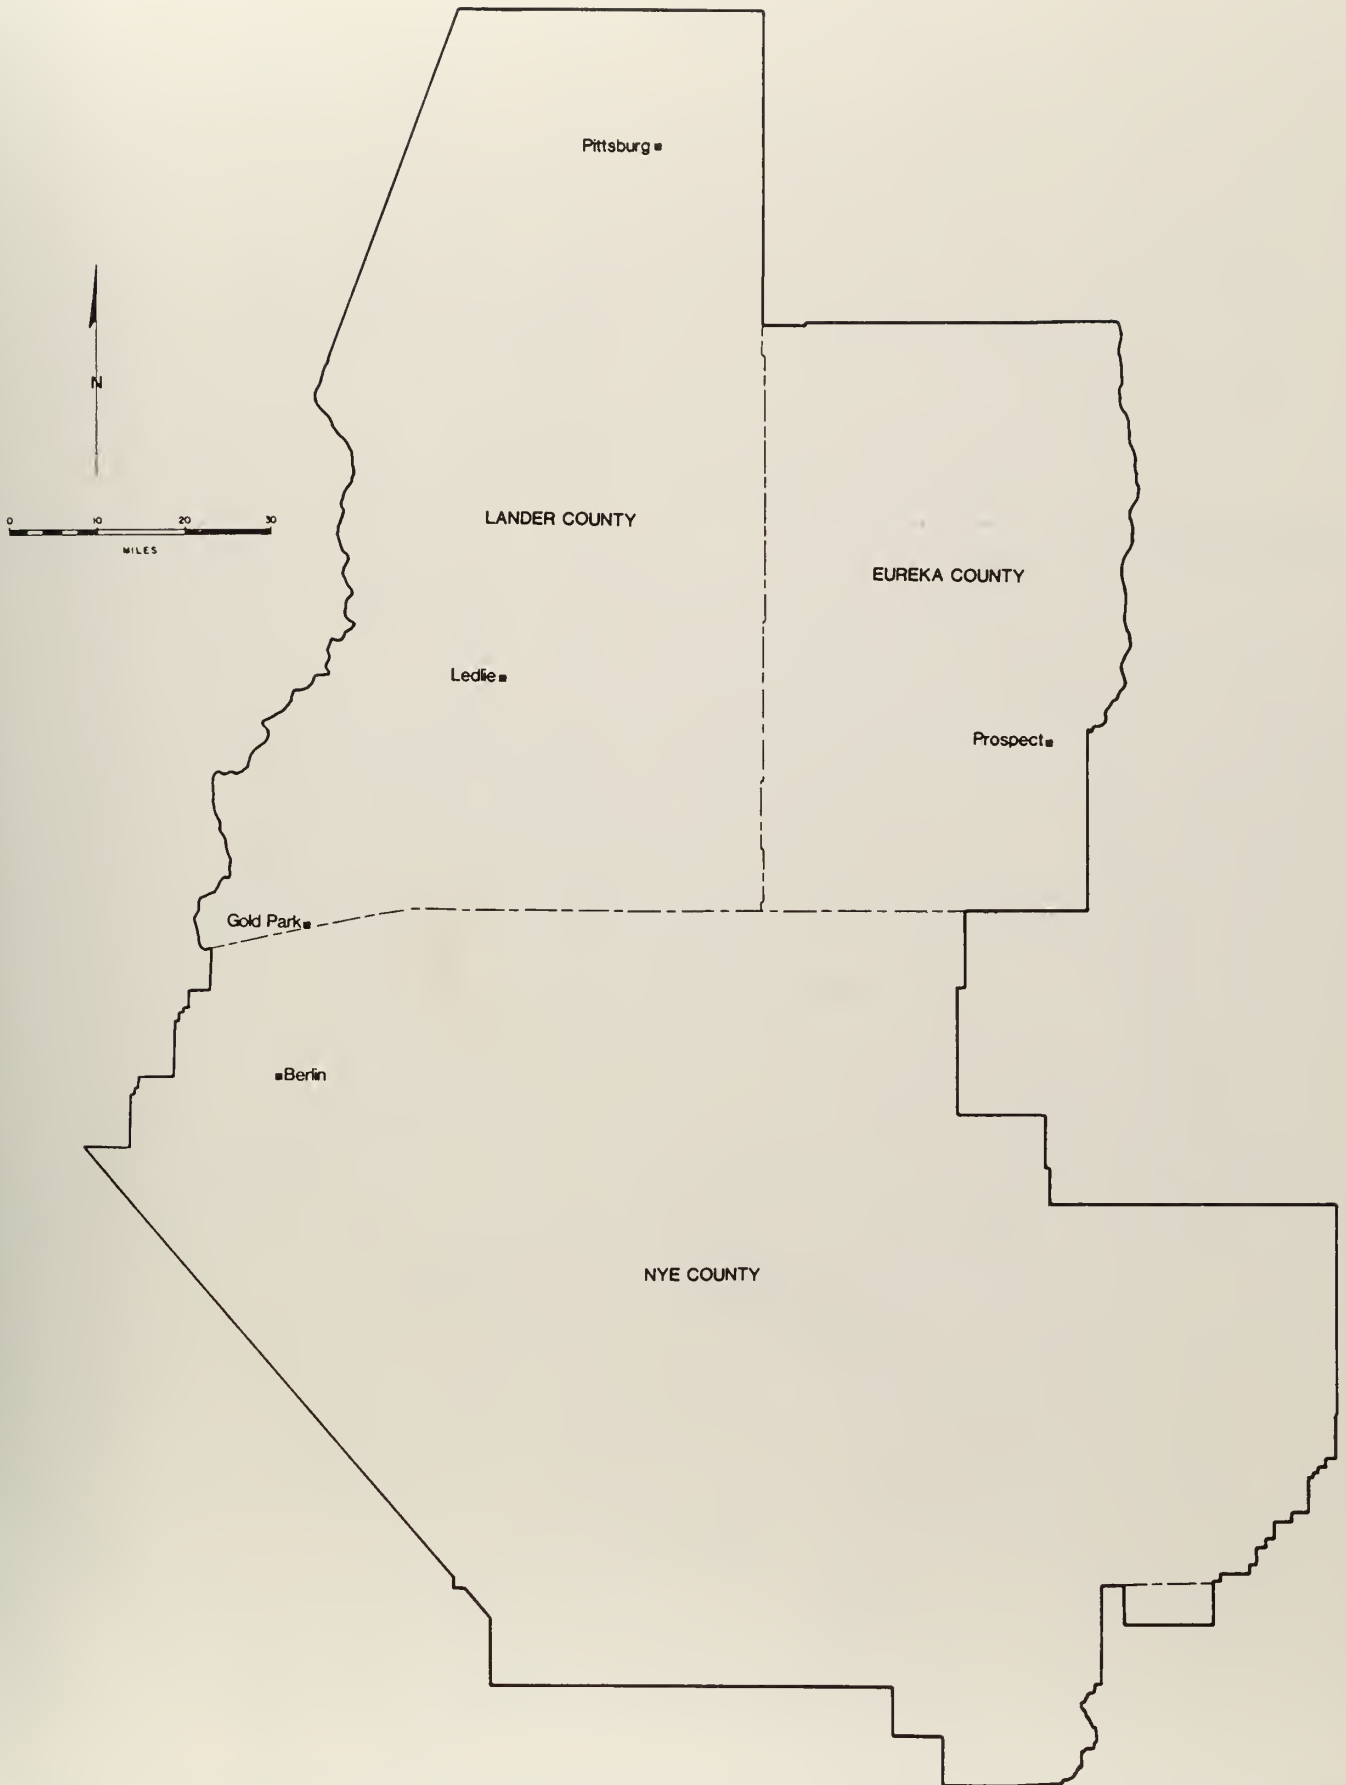 Pittsburg
N
0 10 20 30
MILES
LANDER COUNTY
EUREKA COUNTY
Ledlie
Prospect
Gold Park
Berlin
NYE COUNTY